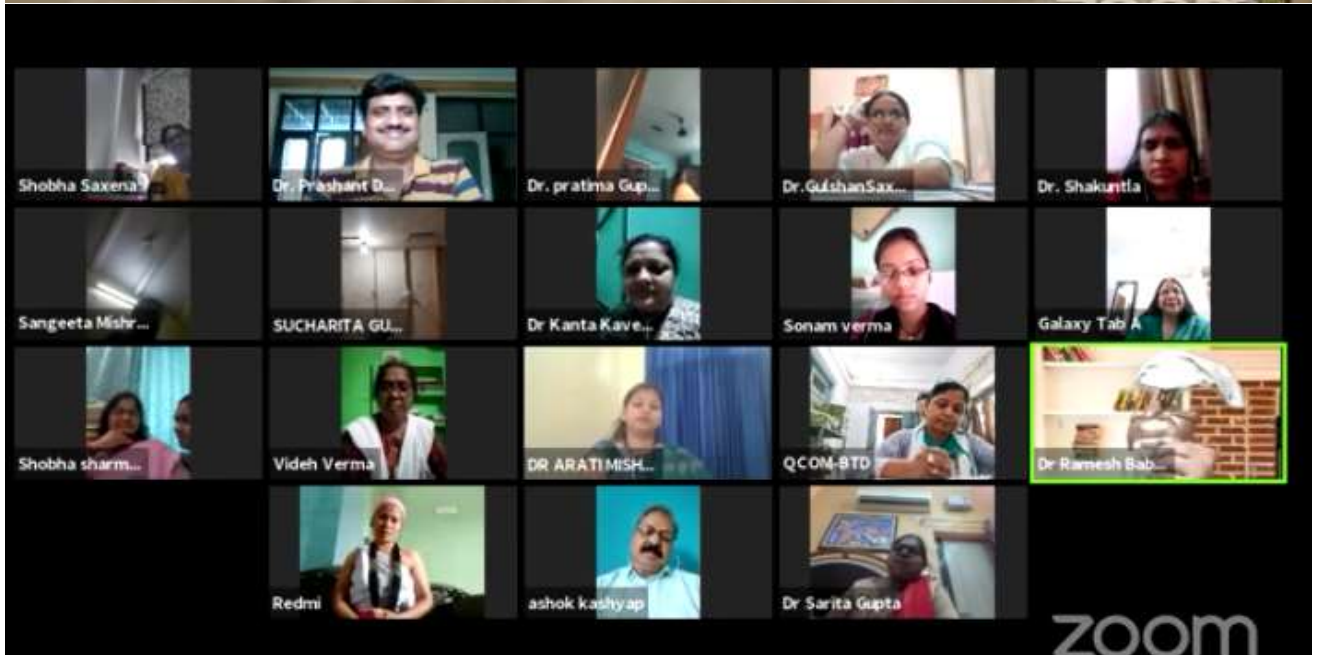 Shobha Saxena
Dr. Prashant D...
Dr. pratima Gup...
Dr.GulshanSax...
Dr. Shakuntla
Sangeeta Mishr...
SUCHARITA GU...
Dr Kanta Kave...
Sonam verma
Galaxy Tab A
Shobha sharm...
Videh Verma
DR ARATI MISH...
QCOM-BTD
Dr Ramesh Bab...
Redmi
ashok kashyap
Dr Sarita Gupta
zoom